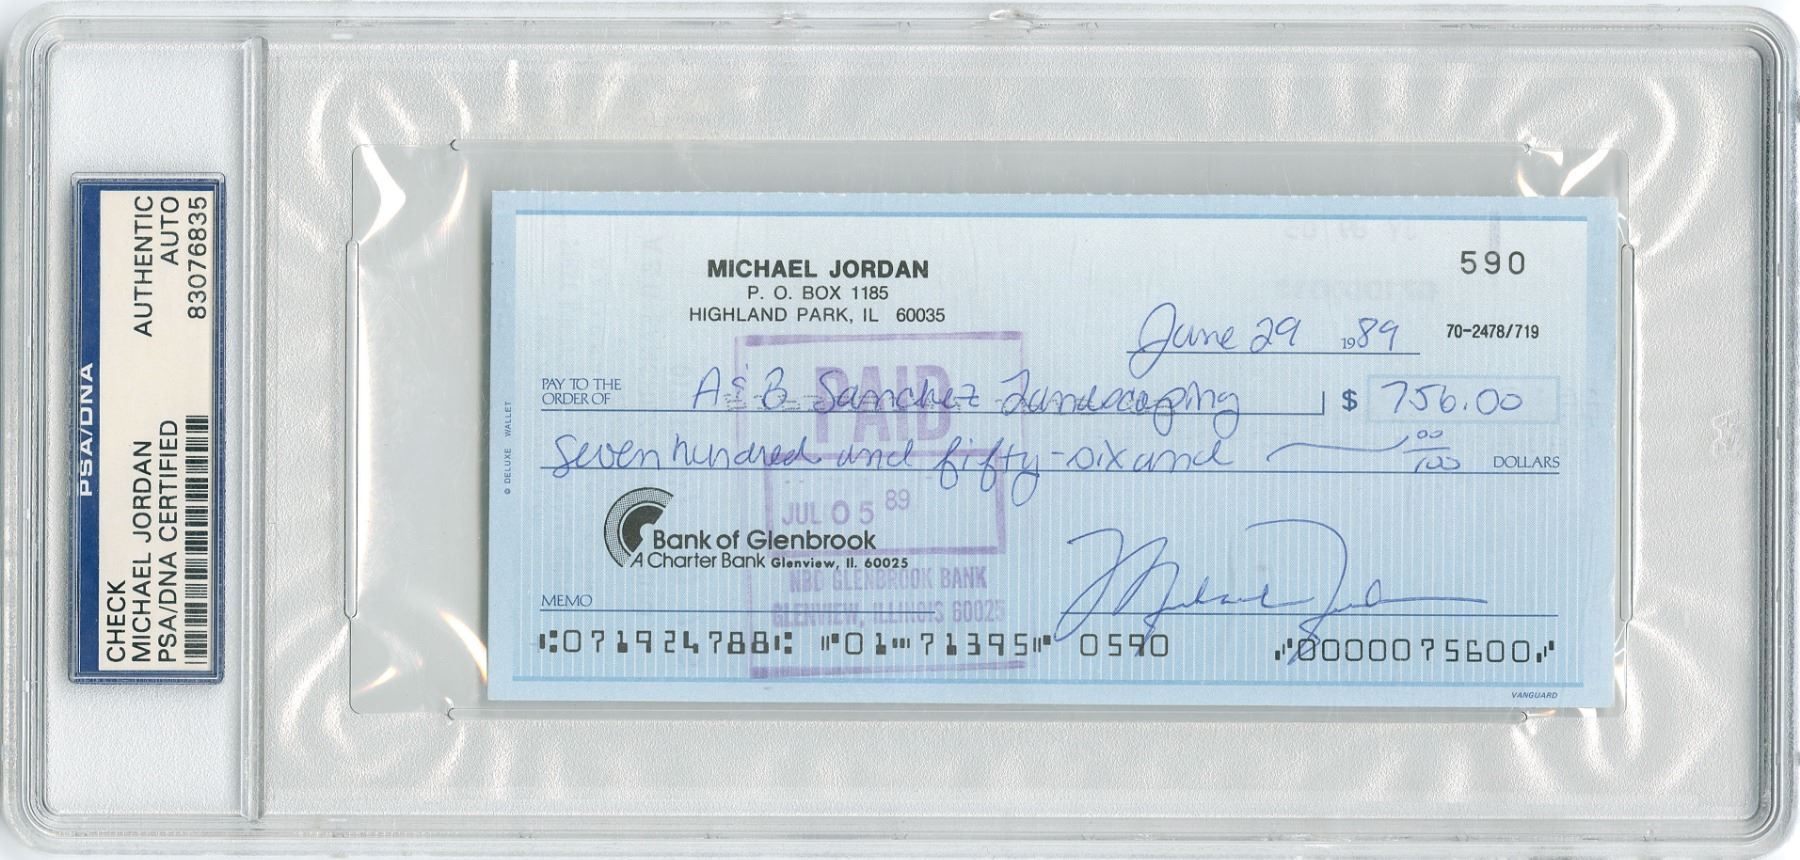 PSA/DNA
CHECK
MICHAEL JORDAN
PSA/DNA CERTIFIED
AUTHENTIC
AUTO
83076835
MICHAEL JORDAN
P. O. BOX 1185
HIGHLAND PARK, IL 60035
590
June 29 1989
70-2478/719
PAY TO THE
ORDER OF
A & B Sanchez Landscaping
$ 756.00
seven hundred and fifty-six and 00/100 DOLLARS
PAID
JUL 05 89
NBD GLENBROOK BANK
GLENVIEW, ILLINOIS 60025
© DELUXE WALLET
Bank of Glenbrook
A Charter Bank Glenview, Il. 60025
MEMO
Michael Jordan
⑆071924788⑆ ⑈01⑉71395⑈ 0590 ⑇0000075600⑇
VANGUARD